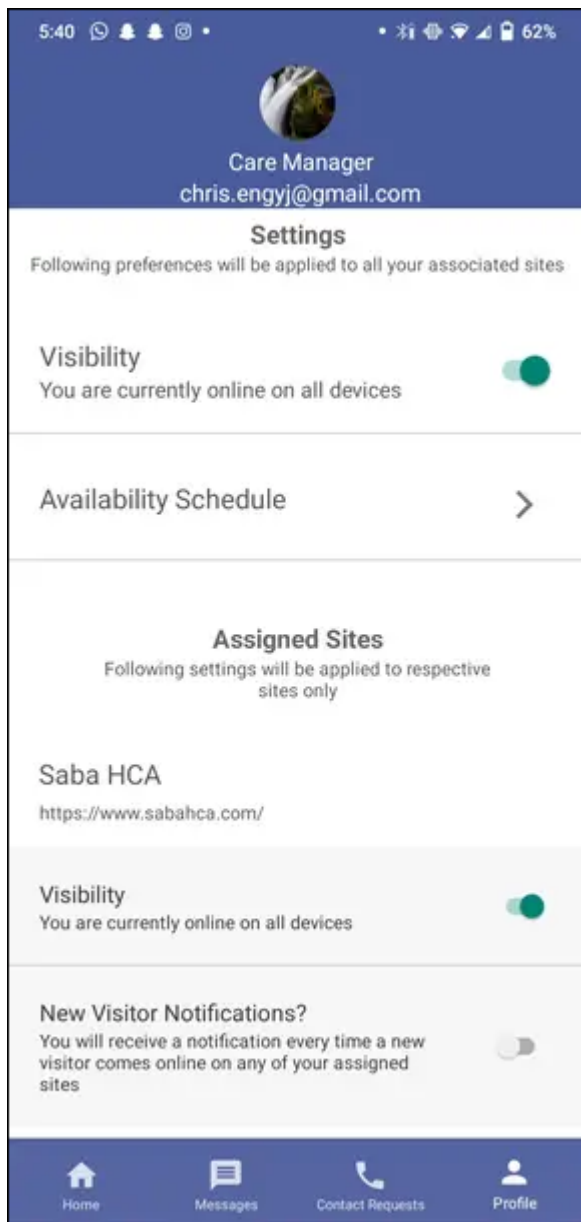 5:40
62%
Care Manager
chris.engyj@gmail.com
Settings
Following preferences will be applied to all your associated sites
Visibility
You are currently online on all devices
Availability Schedule
Assigned Sites
Following settings will be applied to respective
sites only
Saba HCA
https://www.sabahca.com/
Visibility
You are currently online on all devices
New Visitor Notifications?
You will receive a notification every time a new
visitor comes online on any of your assigned
sites
Home
Messages
Contact Requests
Profile